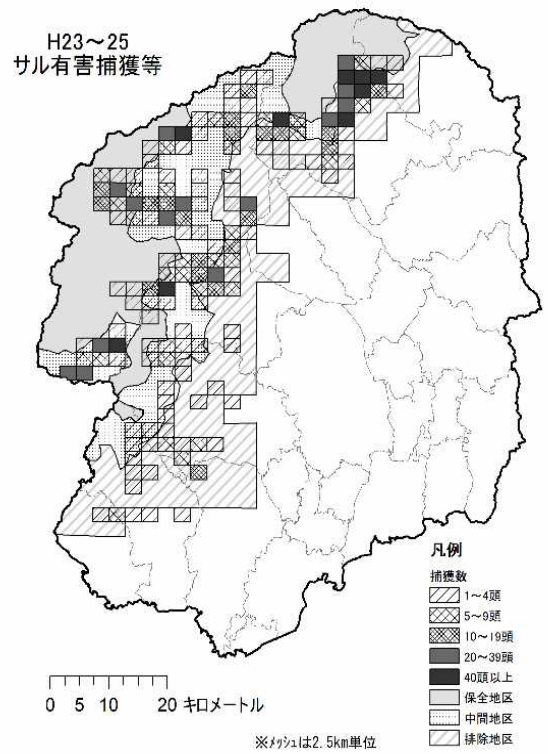 H23～25
サル有害捕獲等
凡例
捕獲数
1～4頭
5～9頭
10～19頭
20～39頭
40頭以上
保全地区
中間地区
排除地区
0 5 10 20 キロメートル
※メッシュは2.5km単位